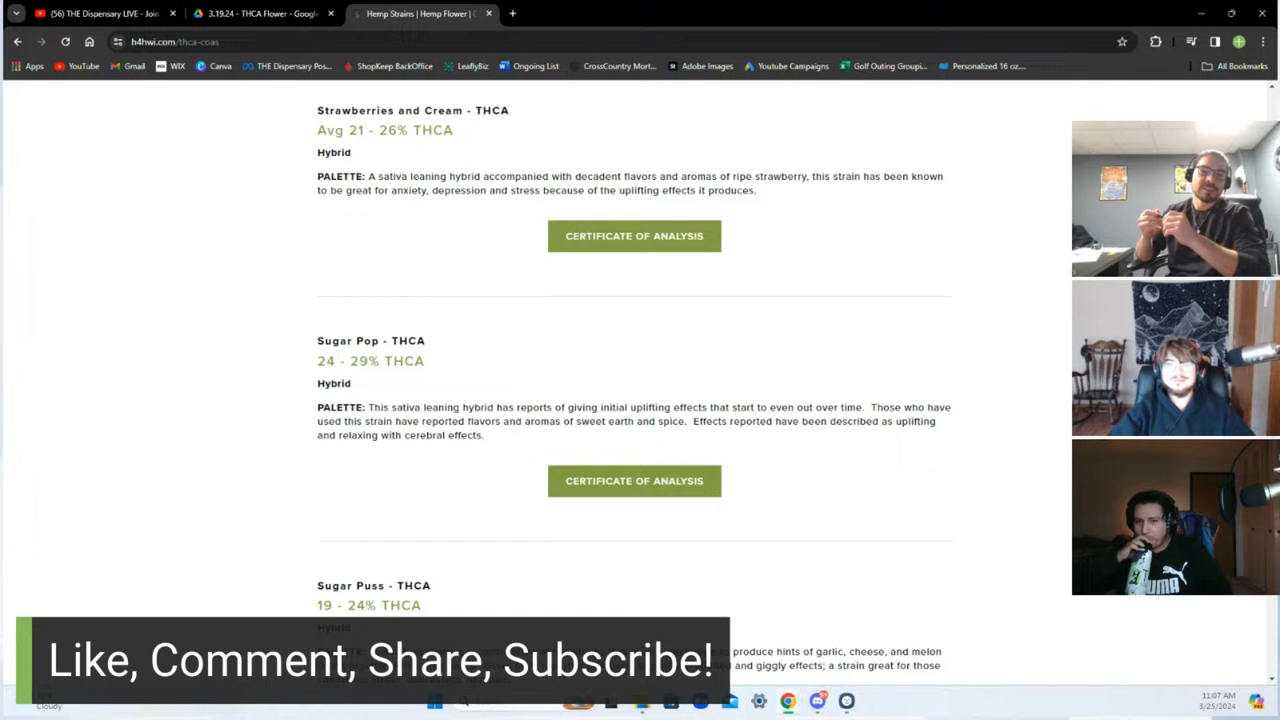 (56) THE Dispensary LIVE - Join
3.19.24 - THCA Flower - Google
Hemp Strains | Hemp Flower |
h4hwi.com/thca-coas
Apps YouTube Gmail WIX Canva THE Dispensary Pos... ShopKeep BackOffice LeaflyBiz Ongoing List CrossCountry Mort... Adobe Images Youtube Campaigns Golf Outing Groupi... Personalized 16 oz.... All Bookmarks
Strawberries and Cream - THCA
Avg 21 - 26% THCA
Hybrid
PALETTE: A sativa leaning hybrid accompanied with decadent flavors and aromas of ripe strawberry, this strain has been known
to be great for anxiety, depression and stress because of the uplifting effects it produces.
CERTIFICATE OF ANALYSIS
Sugar Pop - THCA
24 - 29% THCA
Hybrid
PALETTE: This sativa leaning hybrid has reports of giving initial uplifting effects that start to even out over time. Those who have
used this strain have reported flavors and aromas of sweet earth and spice. Effects reported have been described as uplifting
and relaxing with cerebral effects.
CERTIFICATE OF ANALYSIS
Sugar Puss - THCA
19 - 24% THCA
Hybrid
produce hints of garlic, cheese, and melon
and giggly effects; a strain great for those
Like, Comment, Share, Subscribe!
PUMA
Cloudy
11:07 AM
3/25/2024